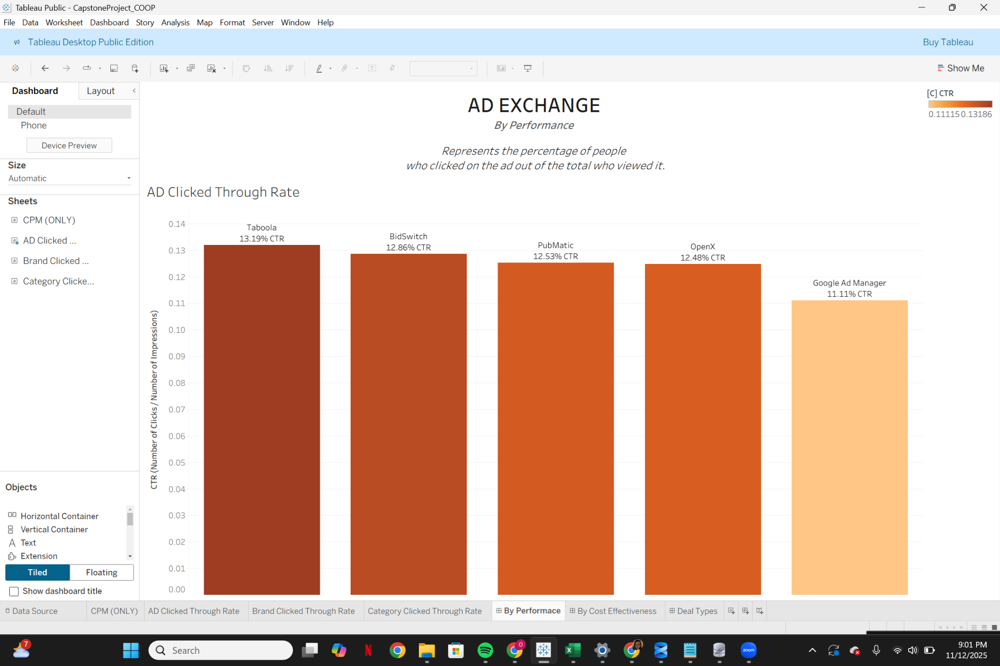 Tableau Public - CapstoneProject_COOP
File Data Worksheet Dashboard Story Analysis Map Format Server Window Help
Tableau Desktop Public Edition
Buy Tableau
Show Me
Dashboard Layout
Default
Phone
Device Preview
Size
Automatic
Sheets
CPM (ONLY)
AD Clicked ...
Brand Clicked ...
Category Clicke...
Objects
Horizontal Container
Vertical Container
Text
Extension
Tiled Floating
Show dashboard title
AD EXCHANGE
By Performance
Represents the percentage of people
who clicked on the ad out of the total who viewed it.
[C] CTR
0.11115 0.13186
AD Clicked Through Rate
CTR (Number of Clicks / Number of Impressions)
0.14
0.13
0.12
0.11
0.10
0.09
0.08
0.07
0.06
0.05
0.04
0.03
0.02
0.01
0.00
Taboola
13.19% CTR
BidSwitch
12.86% CTR
PubMatic
12.53% CTR
OpenX
12.48% CTR
Google Ad Manager
11.11% CTR
Data Source CPM (ONLY) AD Clicked Through Rate Brand Clicked Through Rate Category Clicked Through Rate By Performace By Cost Effectiveness Deal Types
7
Search
N
0
X
zoom
9:01 PM
11/12/2025